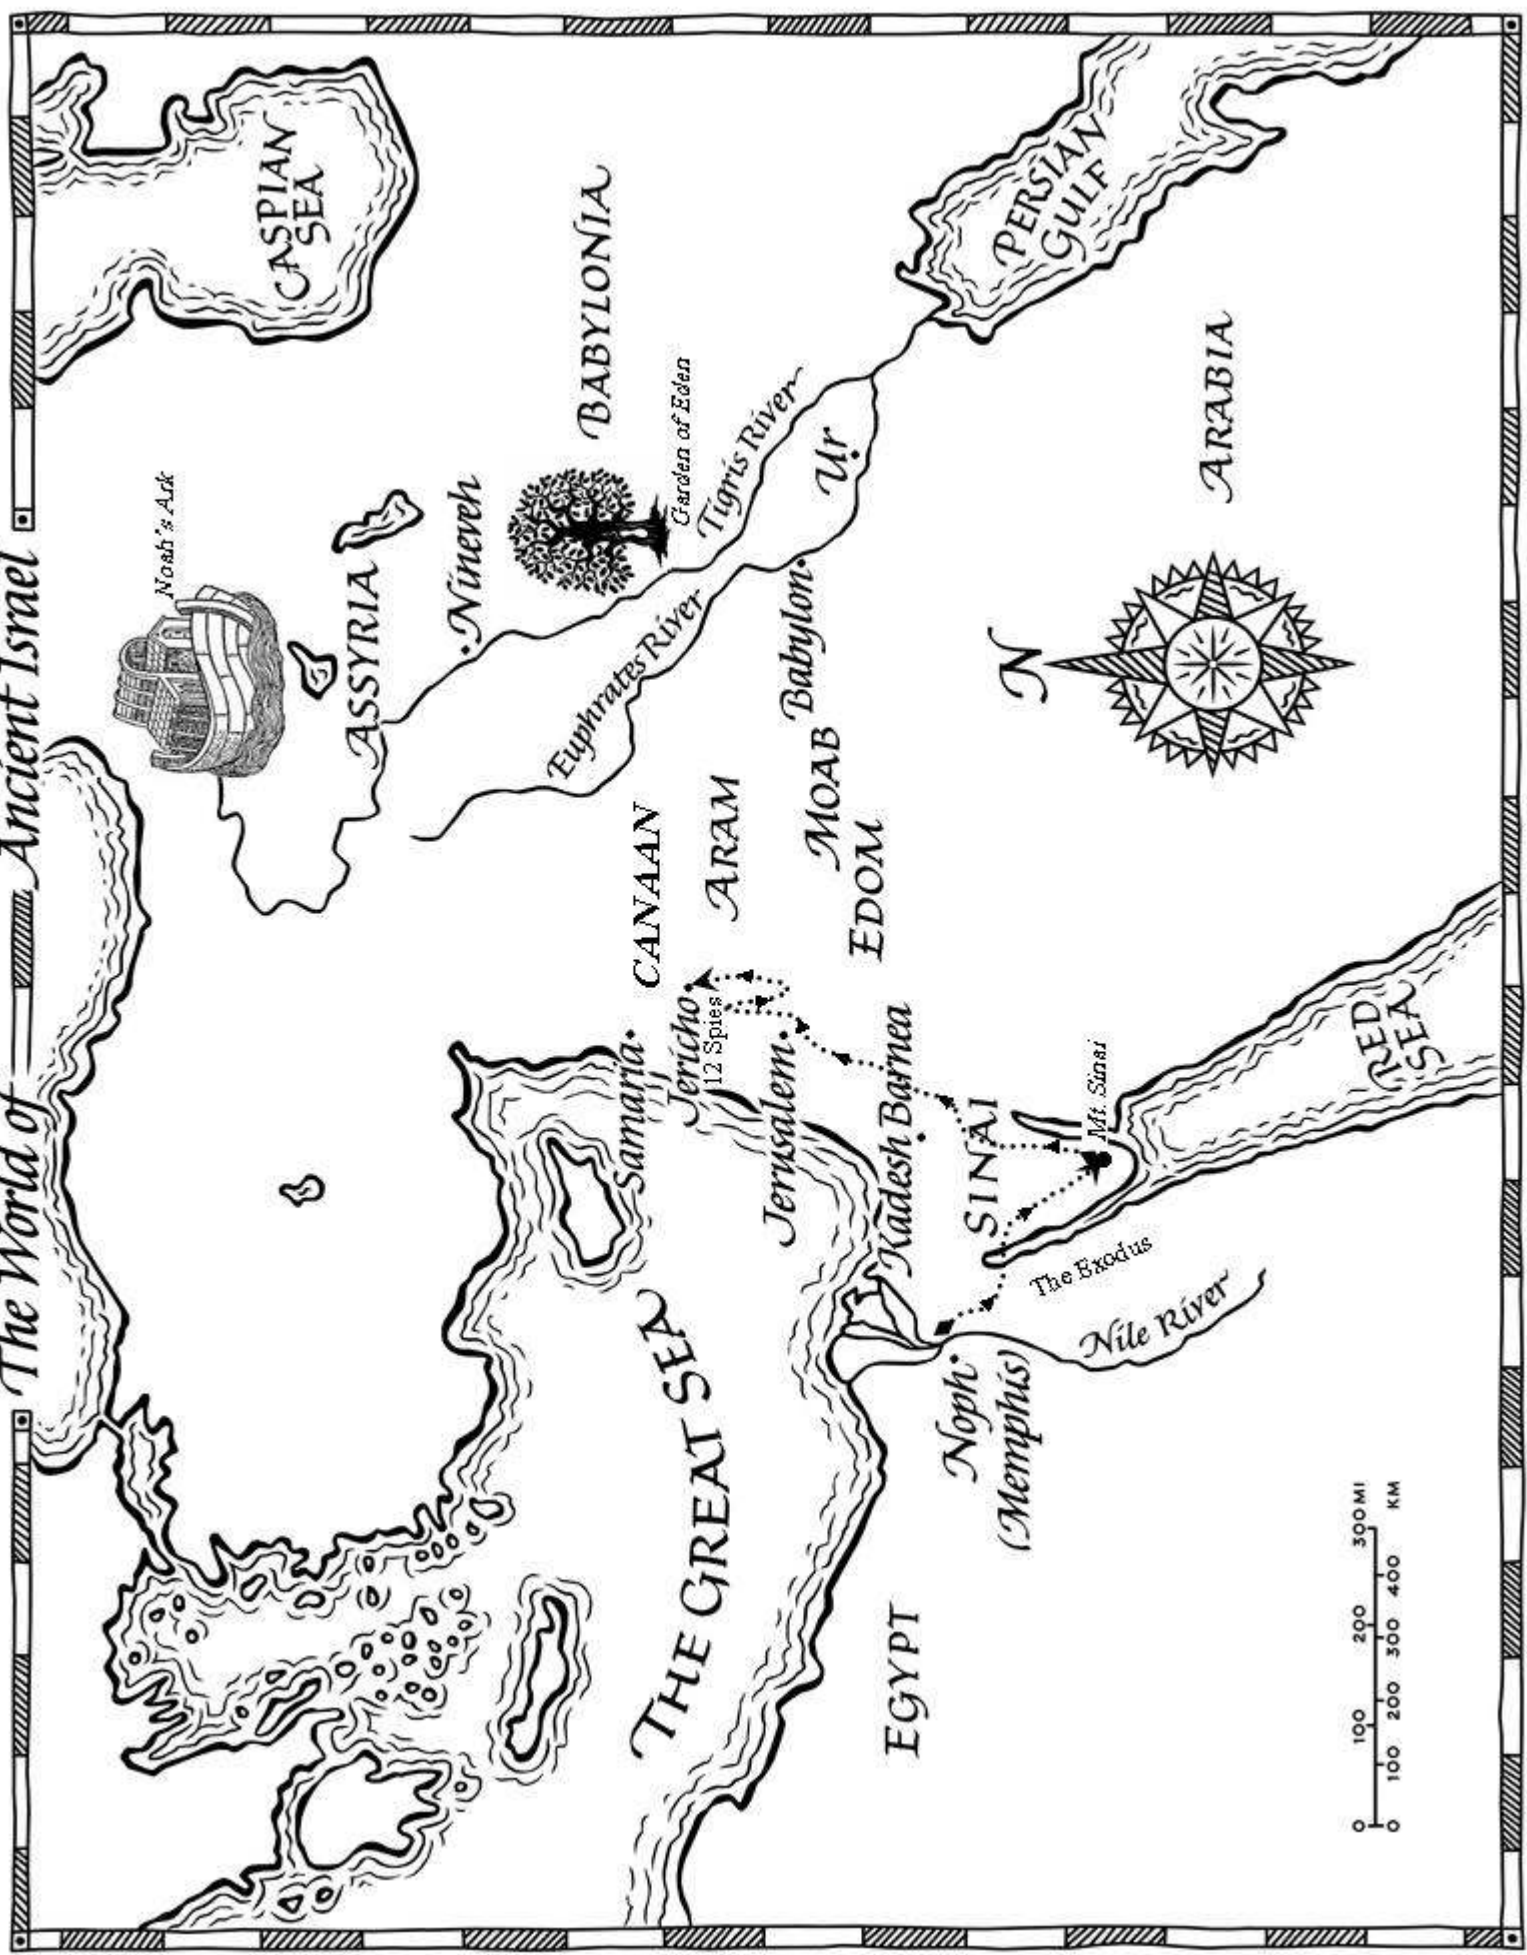 The World of Ancient Israel
Noah's Ark
CASPIAN
SEA
ASSYRIA
Nineveh
BABYLONIA
Garden of Eden
Tigris River
Euphrates River
Ur
Babylon
CANAAN
ARAM
MOAB
EDOM
Samaria
Jericho
12 Spies
Jerusalem
Kadesh Barnea
THE GREAT SEA
SINAI
Mt. Sinai
The Exodus
Noph
(Memphis)
Nile River
EGYPT
RED
SEA
ARABIA
PERSIAN
GULF
N
0 100 200 300 MI
0 100 200 300 400 KM